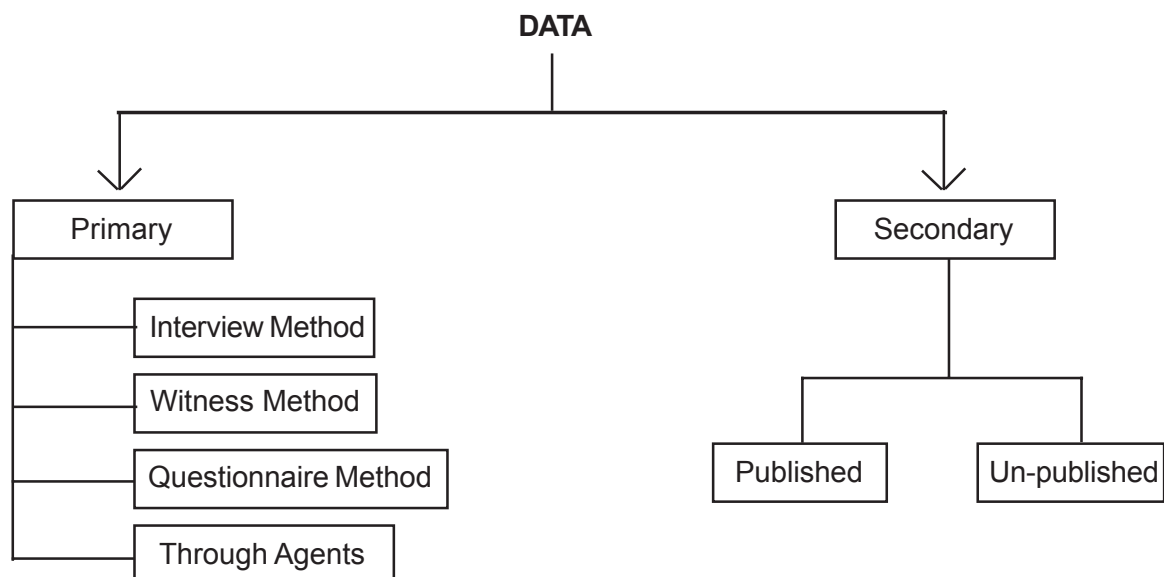 DATA
Primary
Secondary
Interview Method
Witness Method
Questionnaire Method
Published
Un-published
Through Agents